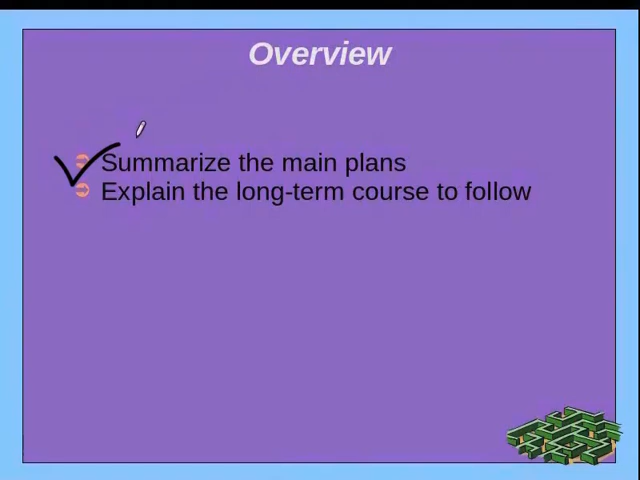 Overview
Summarize the main plans
Explain the long-term course to follow